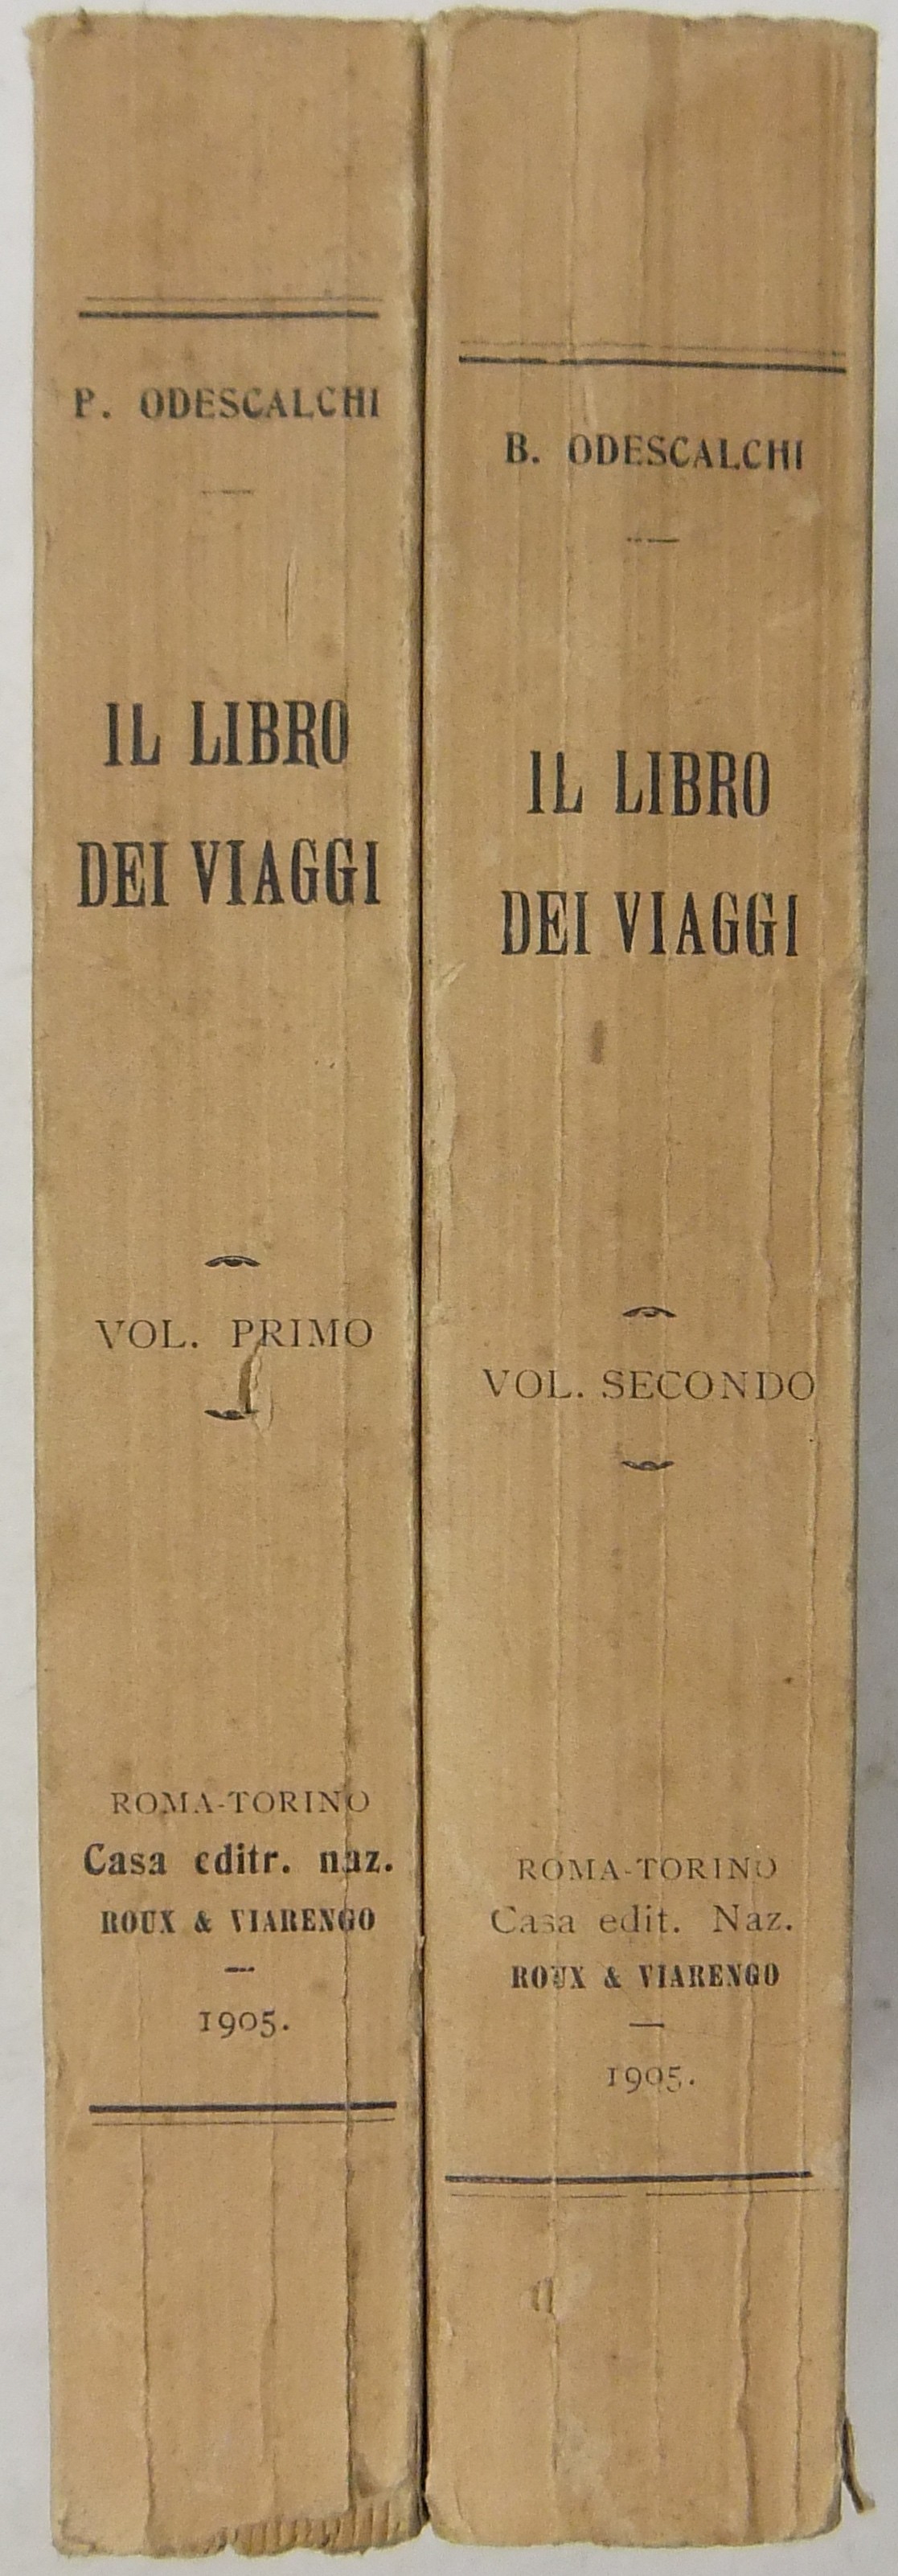 P. ODESCALCHI
IL LIBRO
DEI VIAGGI
VOL. PRIMO
ROMA-TORINO
Casa editr. naz.
ROUX & VIARENGO
1905.
B. ODESCALCHI
IL LIBRO
DEI VIAGGI
VOL. SECONDO
ROMA-TORINO
Casa edit. Naz.
ROUX & VIARENGO
1905.